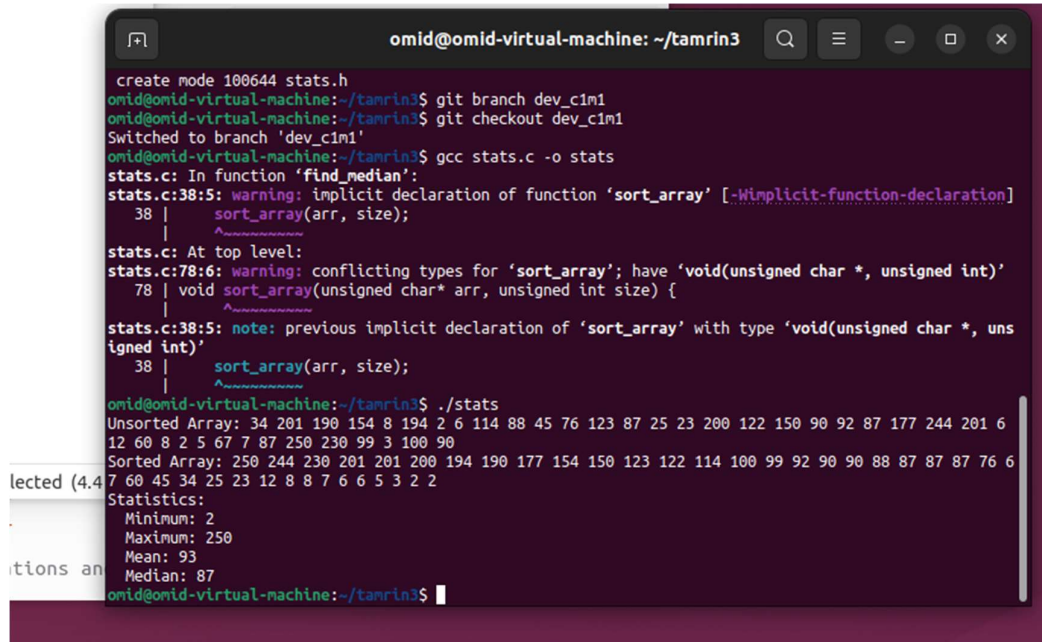 omid@omid-virtual-machine: ~/tamrin3
create mode 100644 stats.h
omid@omid-virtual-machine:~/tamrin3$ git branch dev_c1m1
omid@omid-virtual-machine:~/tamrin3$ git checkout dev_c1m1
Switched to branch 'dev_c1m1'
omid@omid-virtual-machine:~/tamrin3$ gcc stats.c -o stats
stats.c: In function ‘find_median’:
stats.c:38:5: warning: implicit declaration of function ‘sort_array’ [-Wimplicit-function-declaration]
38 |     sort_array(arr, size);
|     ^~~~~~~~~~
stats.c: At top level:
stats.c:78:6: warning: conflicting types for ‘sort_array’; have ‘void(unsigned char *, unsigned int)’
78 | void sort_array(unsigned char* arr, unsigned int size) {
|      ^~~~~~~~~~
stats.c:38:5: note: previous implicit declaration of ‘sort_array’ with type ‘void(unsigned char *, uns
igned int)’
38 |     sort_array(arr, size);
|     ^~~~~~~~~~
omid@omid-virtual-machine:~/tamrin3$ ./stats
Unsorted Array: 34 201 190 154 8 194 2 6 114 88 45 76 123 87 25 23 200 122 150 90 92 87 177 244 201 6
12 60 8 2 5 67 7 87 250 230 99 3 100 90
Sorted Array: 250 244 230 201 201 200 194 190 177 154 150 123 122 114 100 99 92 90 90 88 87 87 87 76 6
7 60 45 34 25 23 12 8 8 7 6 6 5 3 2 2
Statistics:
Minimum: 2
Maximum: 250
Mean: 93
Median: 87
omid@omid-virtual-machine:~/tamrin3$
lected (4.4
tions an